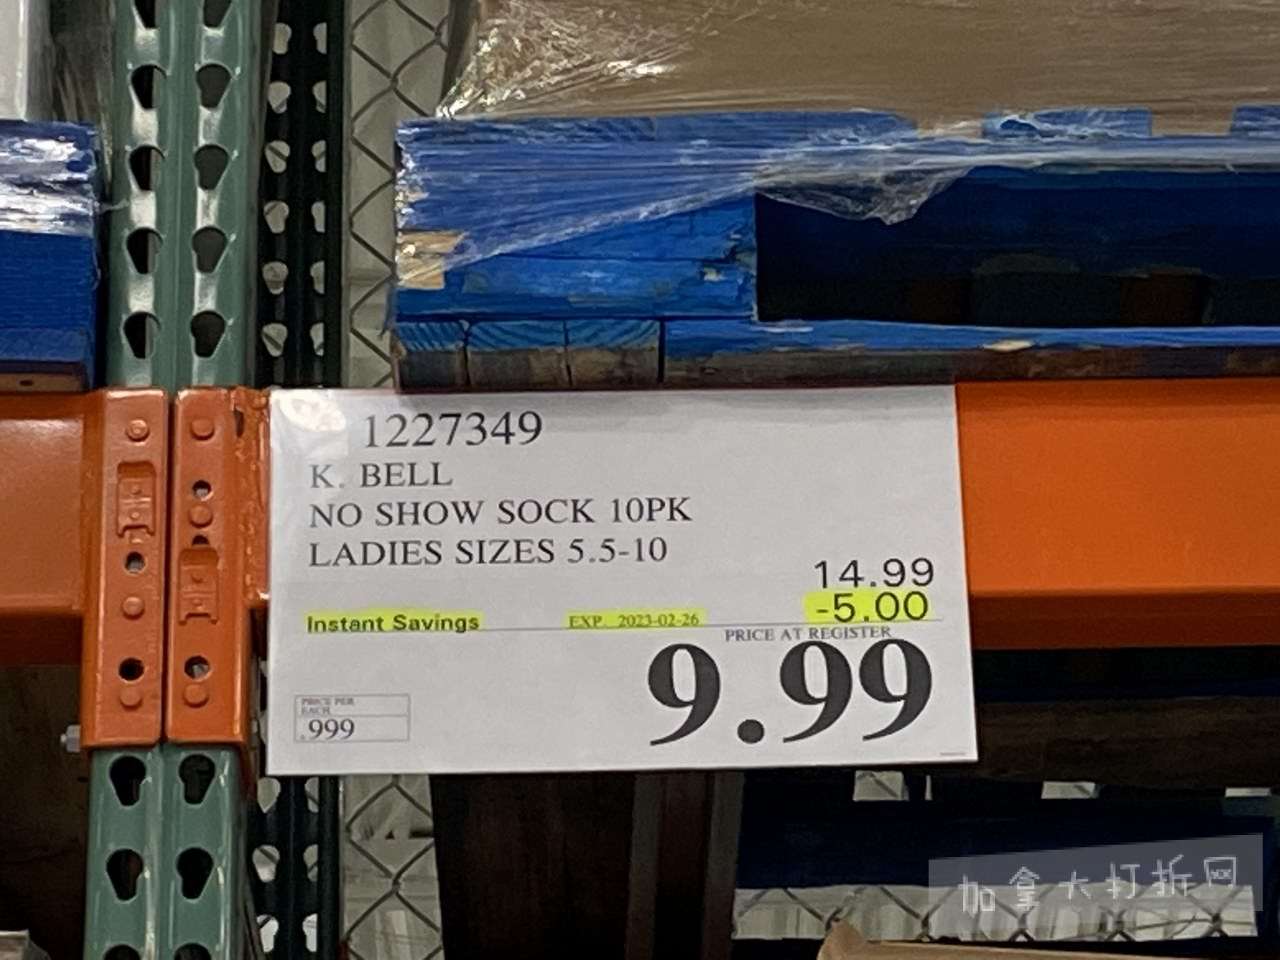 1227349
K. BELL
NO SHOW SOCK 10PK
LADIES SIZES 5.5-10
14.99
Instant Savings EXP. 2023-02-26 -5.00
PRICE AT REGISTER
9.99
PRICE PER
EACH
.999
加拿大打折网